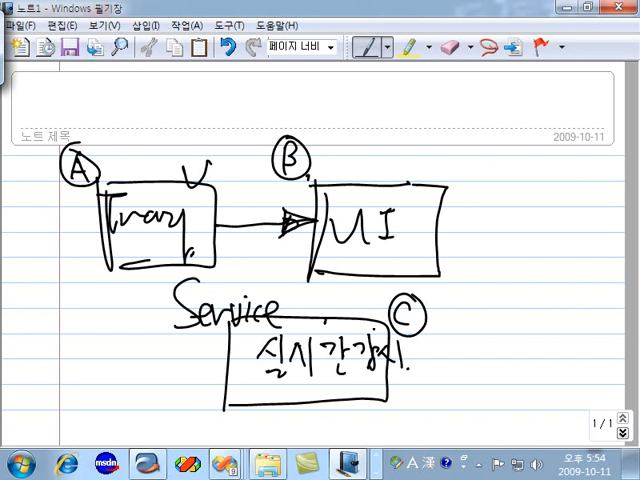 노트1 - Windows 필기장
파일(F) 편집(E) 보기(V) 삽입(I) 작업(A) 도구(T) 도움말(H)
페이지 너비
노트 제목
2009-10-11
A
V
B
Tray
UI
Service
C
실시간감시!
1 / 1
msdn
A 漢
오후 5:54
2009-10-11